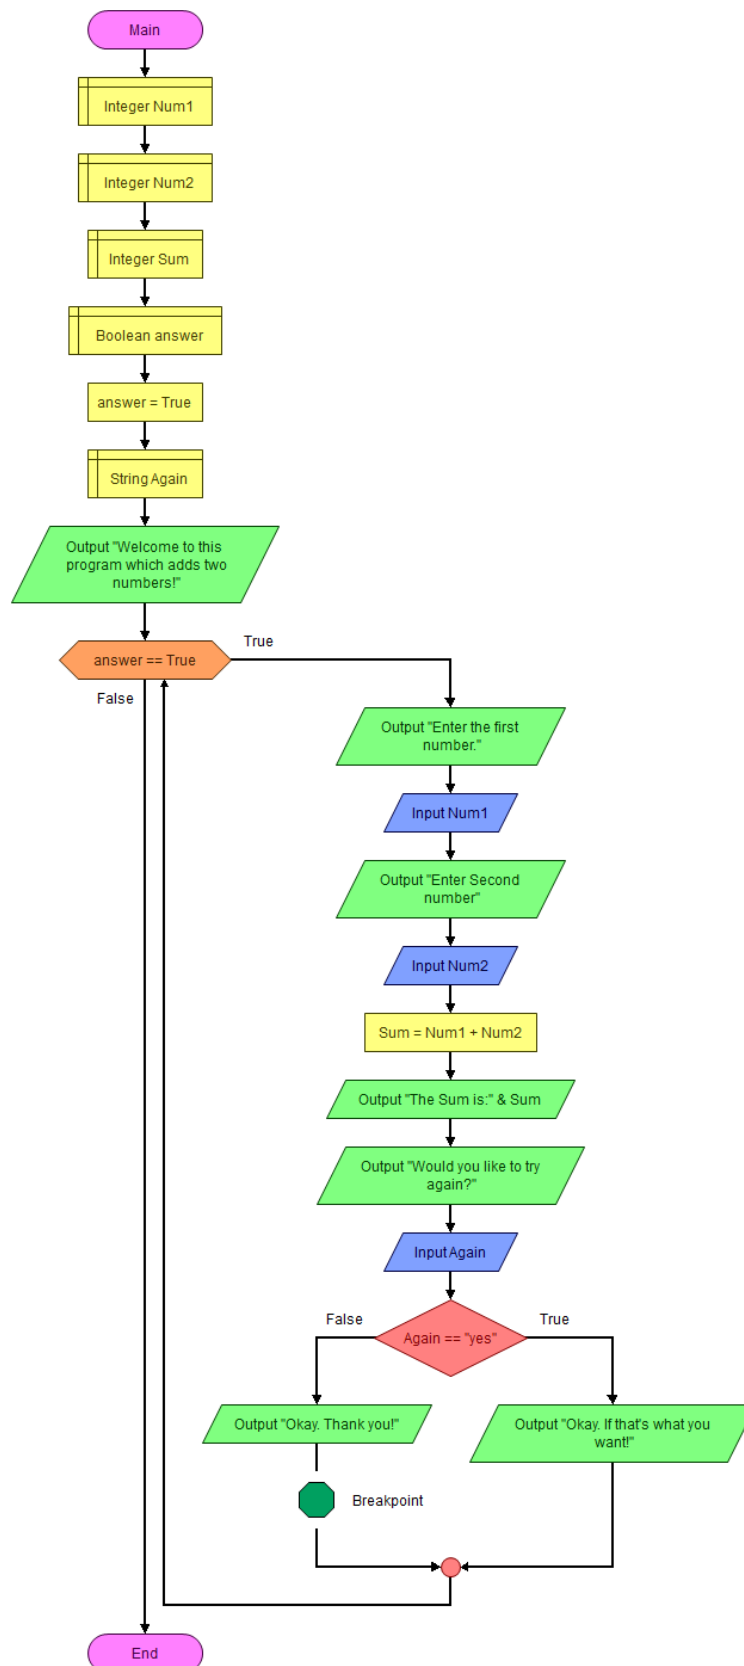 Main
Integer Num1
Integer Num2
Integer Sum
Boolean answer
answer = True
String Again
Output "Welcome to this
program which adds two
numbers!"
answer == True
True
False
Output "Enter the first
number."
Input Num1
Output "Enter Second
number"
Input Num2
Sum = Num1 + Num2
Output "The Sum is:" & Sum
Output "Would you like to try
again?"
Input Again
Again == "yes"
False
True
Output "Okay. Thank you!"
Output "Okay. If that's what you
want!"
Breakpoint
End